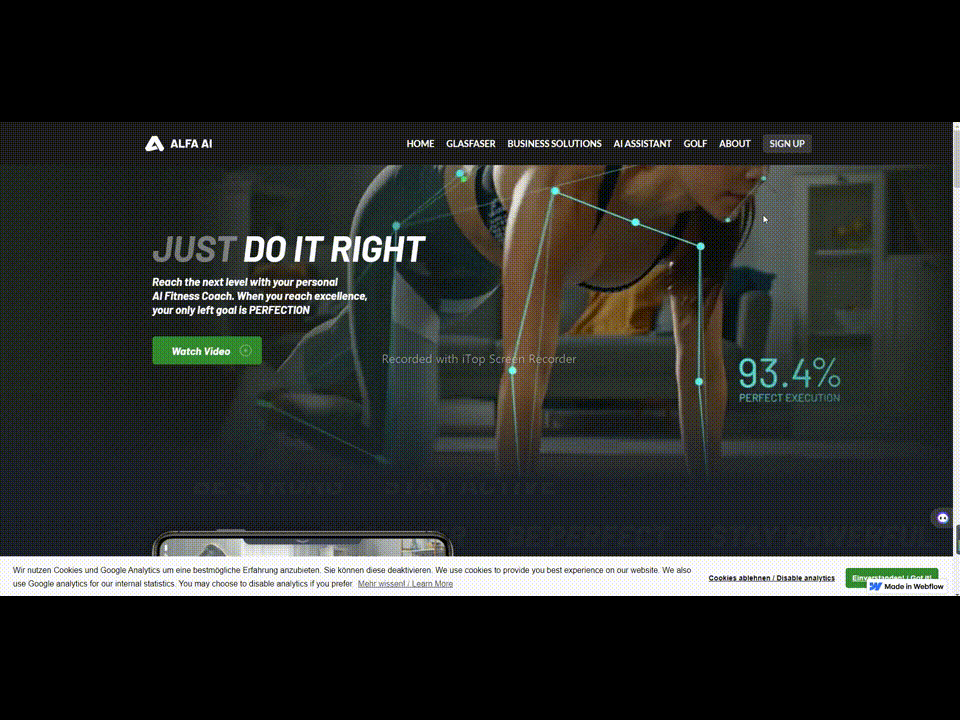 ALFA AI
HOME GLASFASER BUSINESS SOLUTIONS AI ASSISTANT GOLF ABOUT SIGN UP
JUST DO IT RIGHT
Reach the next level with your personal
AI Fitness Coach. When you reach excellence,
your only left goal is PERFECTION
Watch Video
Recorded with iTop Screen Recorder
93.4%
PERFECT EXECUTION
BE STRONG STAY ACTIVE
Wir nutzen Cookies und Google Analytics um eine bestmögliche Erfahrung anzubieten. Sie können diese deaktivieren. We use cookies to provide you best experience on our website. We also
use Google analytics for our internal statistics. You may choose to disable analytics if you prefer. Mehr wissen! / Learn More
Cookies ablehnen / Disable analytics
Einverstanden! / Got it!
Made in Webflow